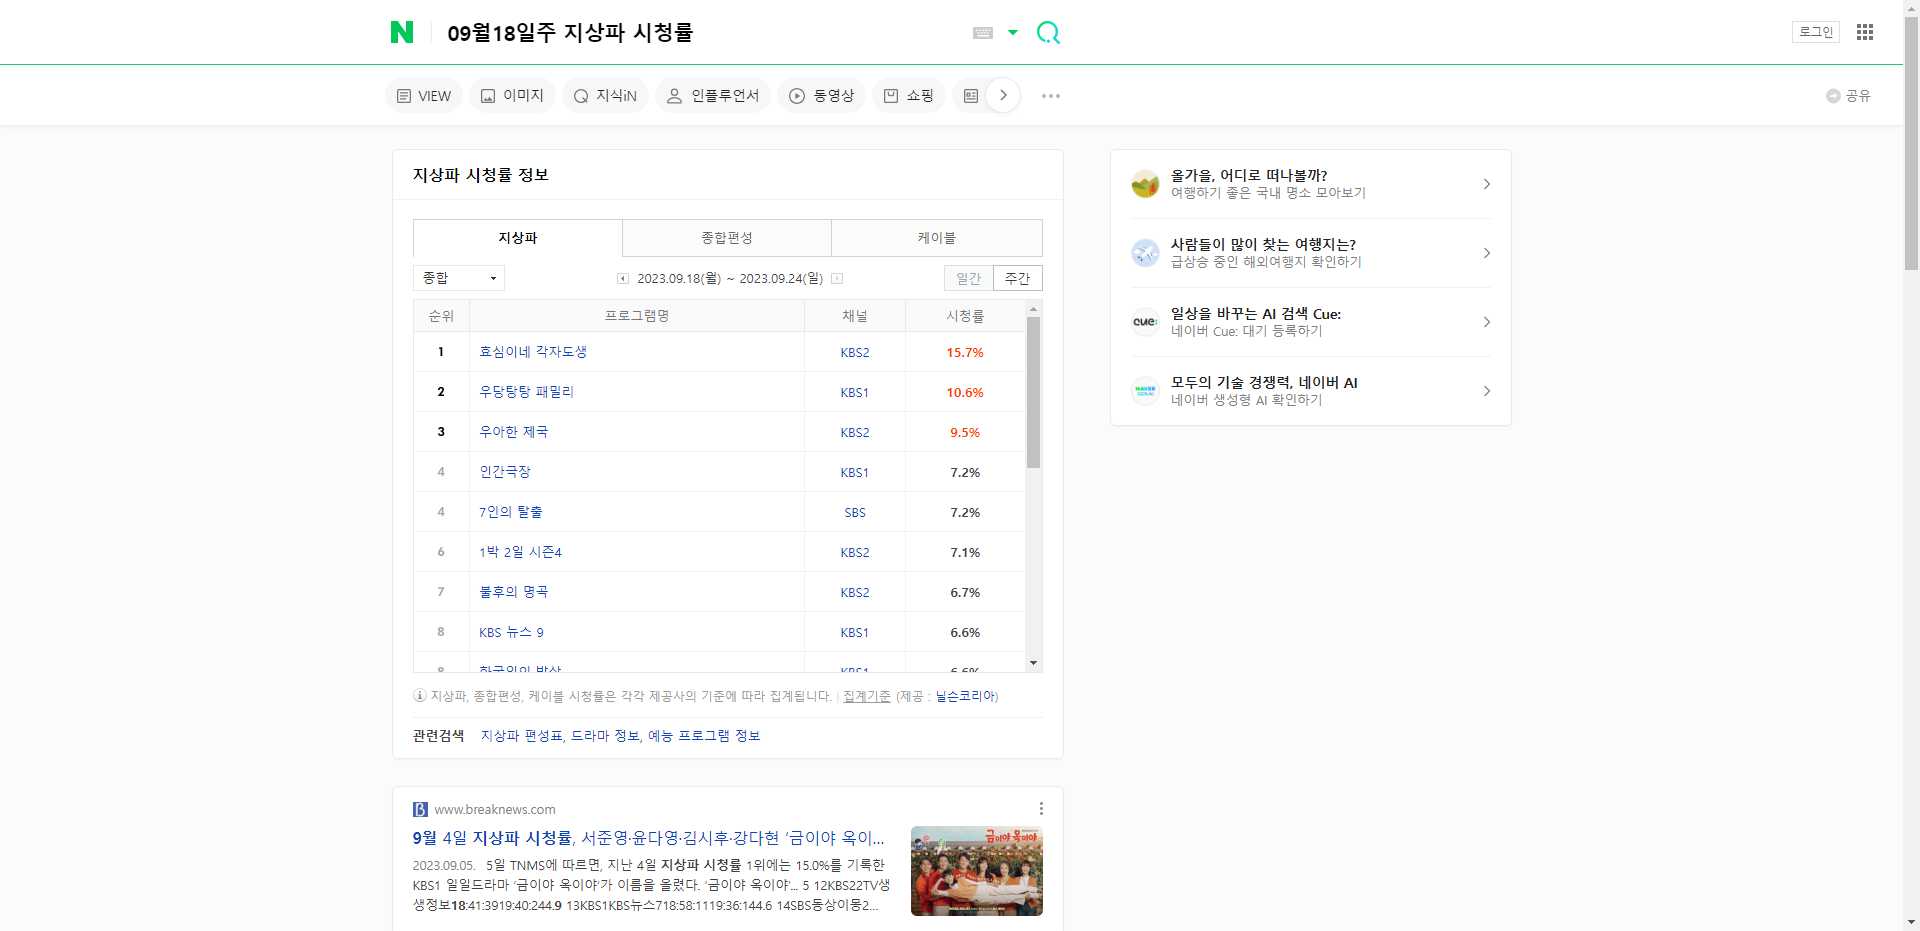 09월18일주 지상파 시청률
로그인
VIEW
이미지
지식iN
인플루언서
동영상
쇼핑
공유
지상파 시청률 정보
지상파
종합편성
케이블
종합
2023.09.18(월) ~ 2023.09.24(일)
일간
주간
순위 프로그램명 채널 시청률
1 효심이네 각자도생 KBS2 15.7%
2 우당탕탕 패밀리 KBS1 10.6%
3 우아한 제국 KBS2 9.5%
4 인간극장 KBS1 7.2%
4 7인의 탈출 SBS 7.2%
6 1박 2일 시즌4 KBS2 7.1%
7 불후의 명곡 KBS2 6.7%
8 KBS 뉴스 9 KBS1 6.6%
8 한국인의 밥상 KBS1 6.6%
지상파, 종합편성, 케이블 시청률은 각각 제공사의 기준에 따라 집계됩니다. 집계기준 (제공 : 닐슨코리아)
관련검색 지상파 편성표, 드라마 정보, 예능 프로그램 정보
www.breaknews.com
9월 4일 지상파 시청률, 서준영·윤다영·김시후·강다현 ‘금이야 옥이...
2023.09.05. 5일 TNMS에 따르면, 지난 4일 지상파 시청률 1위에는 15.0%를 기록한
KBS1 일일드라마 ‘금이야 옥이야’가 이름을 올렸다. ‘금이야 옥이야’... 5 12KBS22TV생
생정보18:41:3919:40:244.9 13KBS1KBS뉴스718:58:1119:36:144.6 14SBS동상이몽2...
금이야 옥이야
올가을, 어디로 떠나볼까?
여행하기 좋은 국내 명소 모아보기
사람들이 많이 찾는 여행지는?
급상승 중인 해외여행지 확인하기
cue:
일상을 바꾸는 AI 검색 Cue:
네이버 Cue: 대기 등록하기
모두의 기술 경쟁력, 네이버 AI
네이버 생성형 AI 확인하기